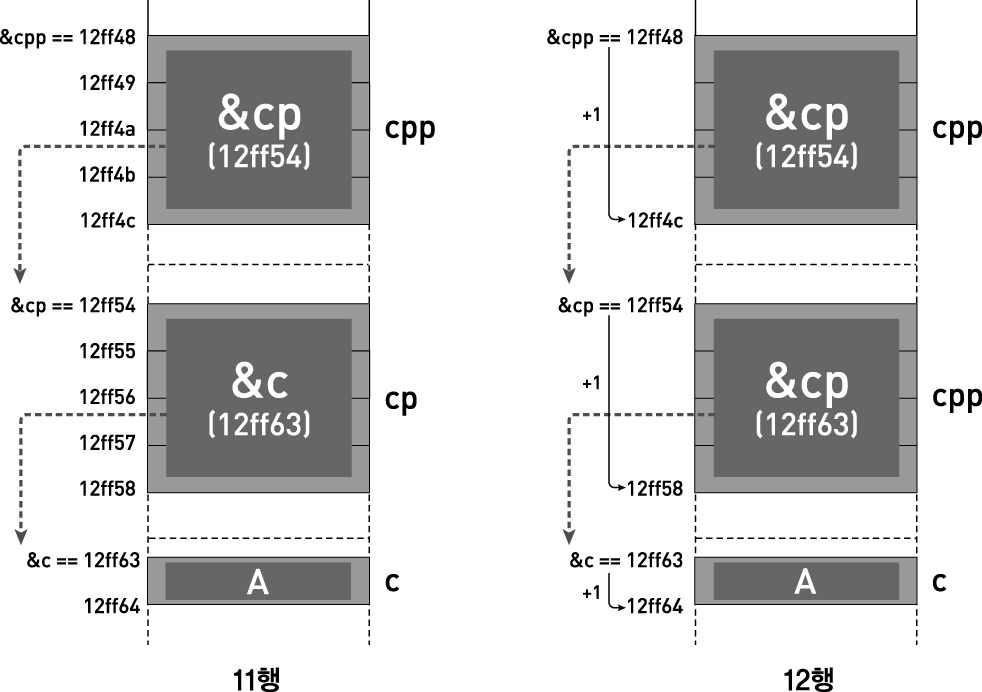 &cpp == 12ff48
12ff49
12ff4a
12ff4b
12ff4c
&cp
(12ff54)
cpp
&cp == 12ff54
12ff55
12ff56
12ff57
12ff58
&c
(12ff63)
cp
&c == 12ff63
12ff64
A
c
11행
&cpp == 12ff48
+1
12ff4c
&cp
(12ff54)
cpp
&cp == 12ff54
+1
12ff58
&cp
(12ff63)
cpp
&c == 12ff63
+1
12ff64
A
c
12행